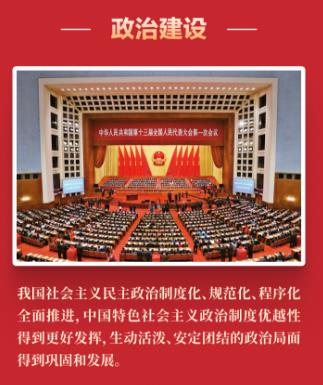 政治建设
中华人民共和国第十三届全国人民代表大会第一次会议
我国社会主义民主政治制度化、规范化、程序化
全面推进，中国特色社会主义政治制度优越性
得到更好发挥，生动活泼、安定团结的政治局面
得到巩固和发展。